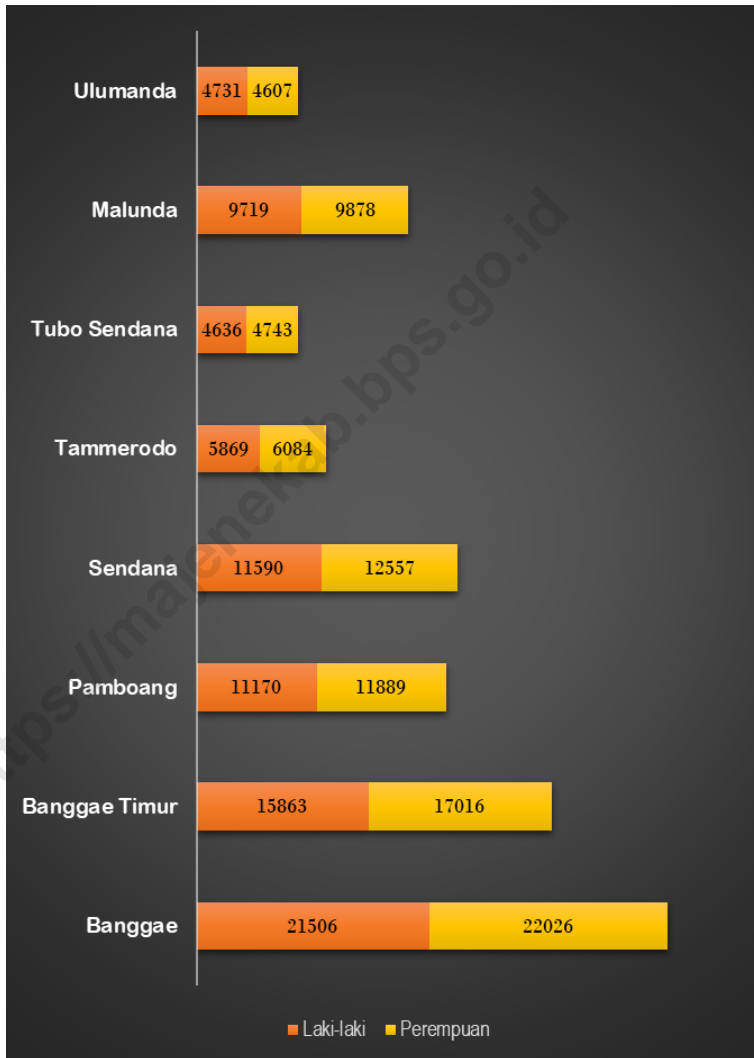 Ulumanda 4731 4607
Malunda 9719 9878
Tubo Sendana 4636 4743
Tammerodo 5869 6084
Sendana 11590 12557
Pamboang 11170 11889
Banggae Timur 15863 17016
Banggae 21506 22026
Laki-laki Perempuan
https://majenekab.bps.go.id